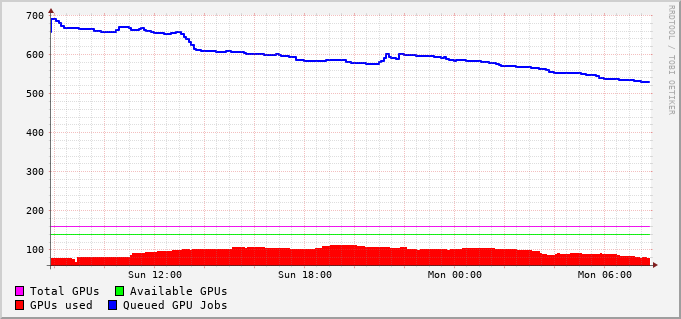 700
600
500
400
300
200
100
Sun 12:00 Sun 18:00 Mon 00:00 Mon 06:00
Total GPUs Available GPUs
GPUs used Queued GPU Jobs
RRDTOOL / TOBI OETIKER